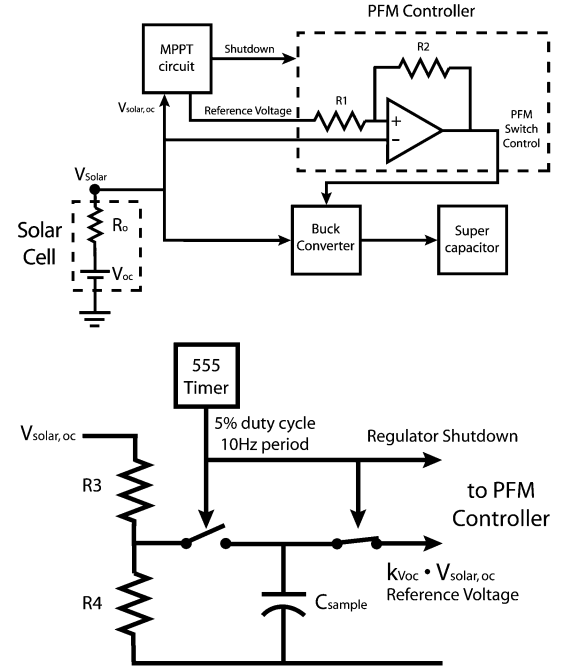 PFM Controller
MPPT
circuit
Shutdown
R2
Vsolar,oc
Reference Voltage
R1
+
−
PFM
Switch
Control
VSolar
Solar
Cell
Ro
Voc
Buck
Converter
Super
capacitor
555
Timer
5% duty cycle
10Hz period
Vsolar,oc
Regulator Shutdown
R3
to PFM
Controller
kVoc • Vsolar,oc
Reference Voltage
R4
Csample